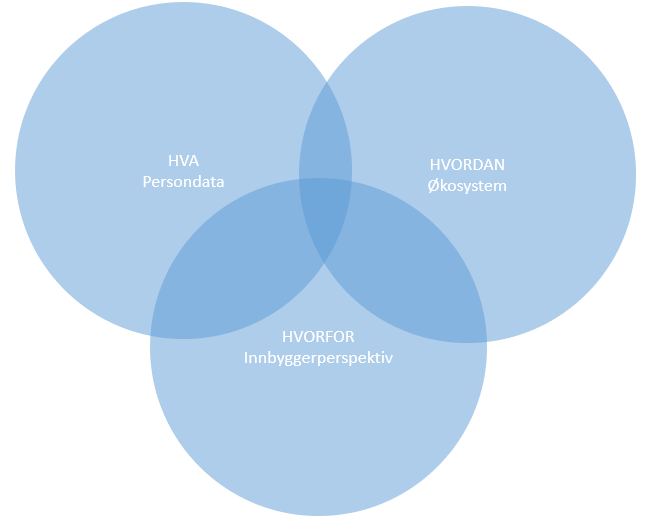 HVA
Persondata
HVORDAN
Økosystem
HVORFOR
Innbyggerperspektiv